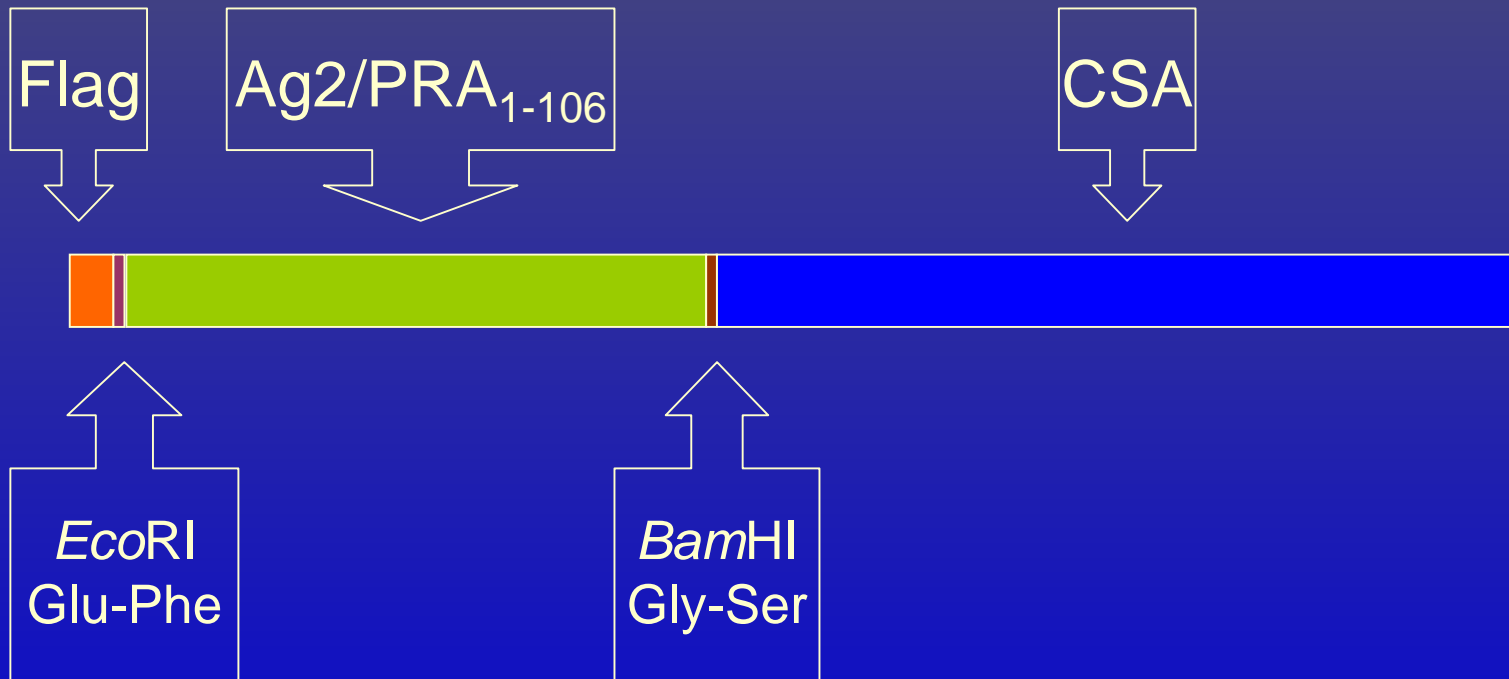 Flag
Ag2/PRA1-106
CSA
EcoRI
Glu-Phe
BamHI
Gly-Ser